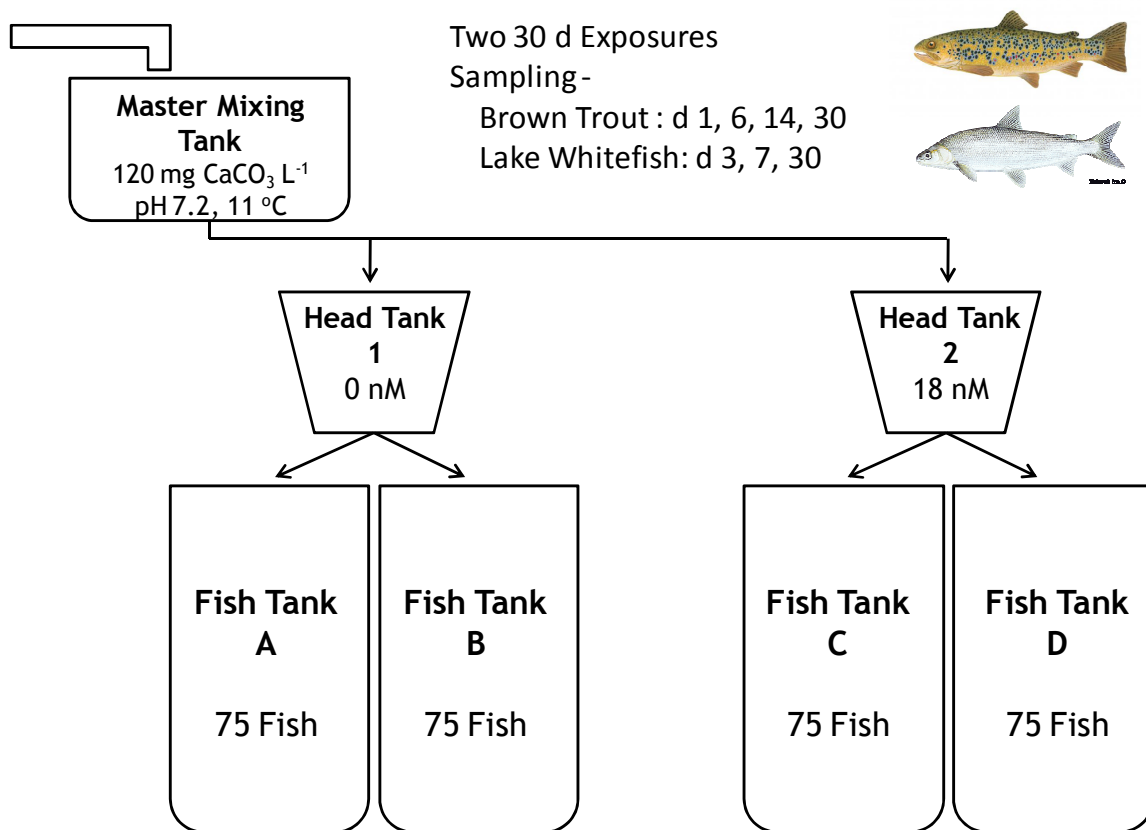 Two 30 d Exposures
Sampling -
Brown Trout : d 1, 6, 14, 30
Lake Whitefish: d 3, 7, 30
Master Mixing
Tank
120 mg CaCO₃ L⁻¹
pH 7.2, 11 ºC
Head Tank
1
0 nM
Head Tank
2
18 nM
Fish Tank
A
75 Fish
Fish Tank
B
75 Fish
Fish Tank
C
75 Fish
Fish Tank
D
75 Fish